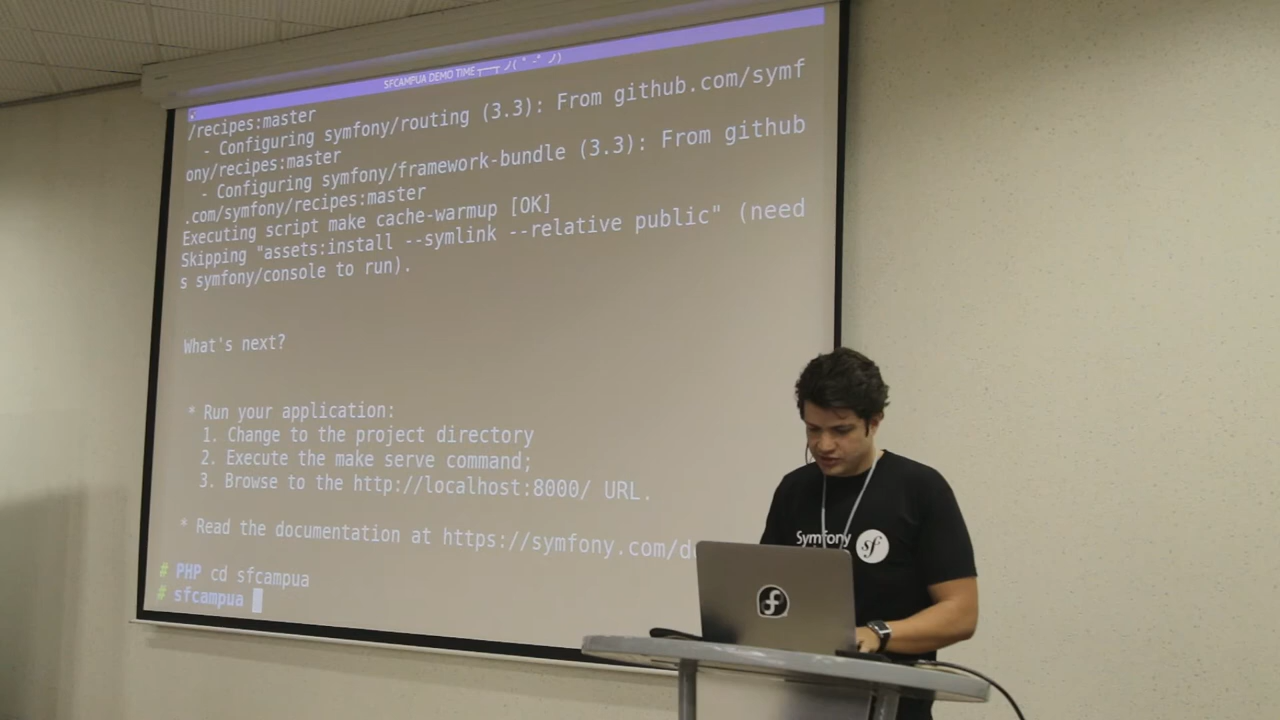 SFCAMPUA DEMO TIME
/recipes:master
- Configuring symfony/routing (3.3): From github.com/symf
ony/recipes:master
- Configuring symfony/framework-bundle (3.3): From github
.com/symfony/recipes:master
Executing script make cache-warmup [OK]
Skipping "assets:install --symlink --relative public" (need
s symfony/console to run).
What's next?
* Run your application:
1. Change to the project directory
2. Execute the make serve command;
3. Browse to the http://localhost:8000/ URL.
* Read the documentation at https://symfony.com/d
PHP cd sfcampua
sfcampua
Symfony
sf